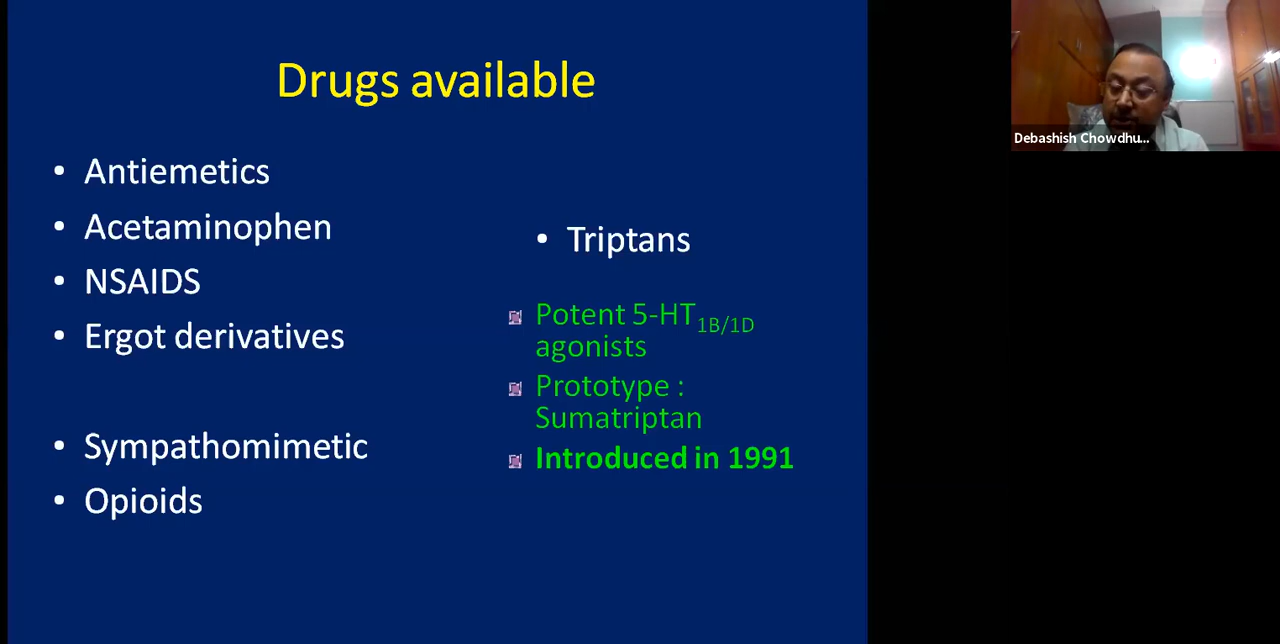 Drugs available
• Antiemetics
• Acetaminophen
• NSAIDS
• Ergot derivatives
• Sympathomimetic
• Opioids
• Triptans
Potent 5-HT1B/1D
agonists
Prototype :
Sumatriptan
Introduced in 1991
Debashish Chowdhu...